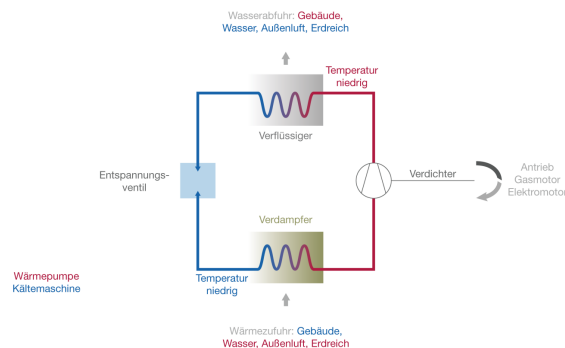 Wasserabfuhr: Gebäude,
Wasser, Außenluft, Erdreich
Temperatur
niedrig
Verflüssiger
Entspannungs-
ventil
Verdichter
Antrieb
Gasmotor
Elektromotor
Verdampfer
Wärmepumpe
Kältemaschine
Temperatur
niedrig
Wärmezufuhr: Gebäude,
Wasser, Außenluft, Erdreich